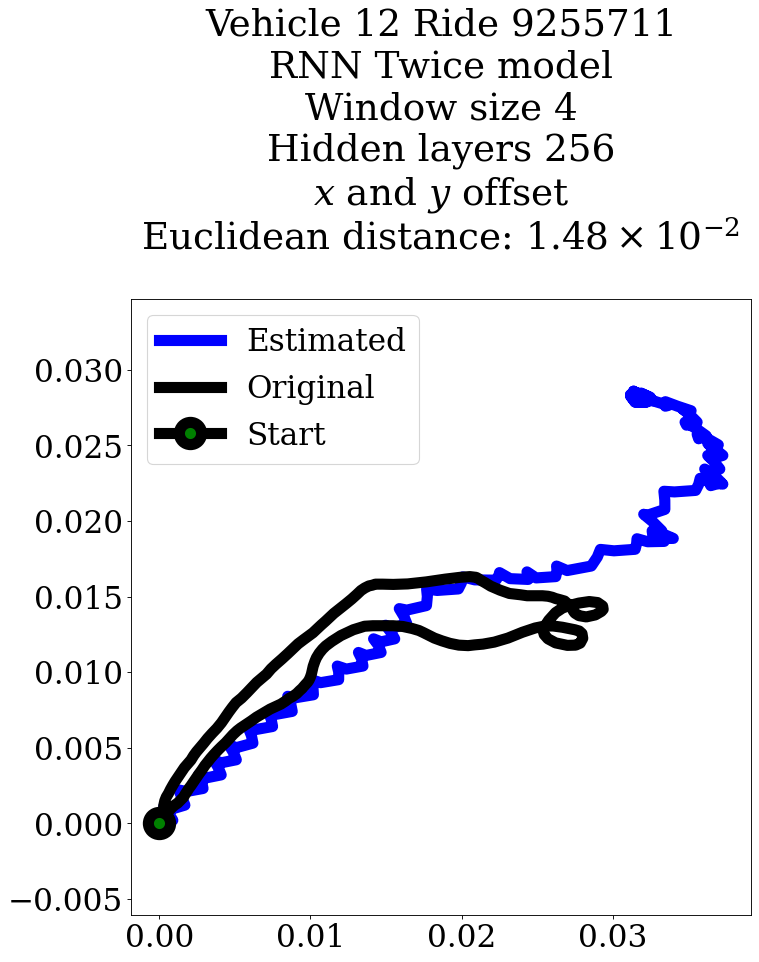 Vehicle 12 Ride 9255711
RNN Twice model
Window size 4
Hidden layers 256
x and y offset
Euclidean distance: 1.48 × 10⁻²
Estimated
Original
Start
0.030
0.025
0.020
0.015
0.010
0.005
0.000
−0.005
0.00 0.01 0.02 0.03